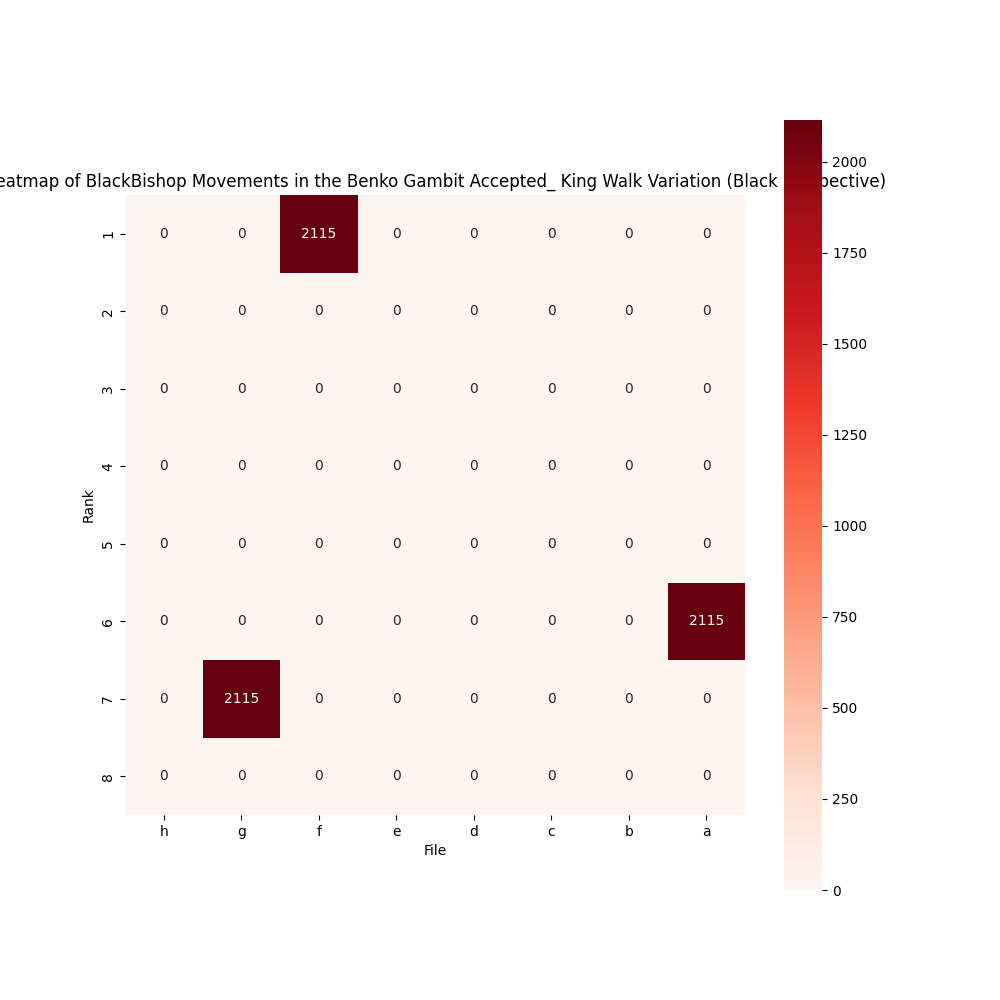 eatmap of BlackBishop Movements in the Benko Gambit Accepted_ King Walk Variation (Black pective)
2000
1750
1500
1250
1000
750
500
250
0
Rank
1 0 0 2115 0 0 0 0 0
2 0 0 0 0 0 0 0 0
3 0 0 0 0 0 0 0 0
4 0 0 0 0 0 0 0 0
5 0 0 0 0 0 0 0 0
6 0 0 0 0 0 0 0 2115
7 0 2115 0 0 0 0 0 0
8 0 0 0 0 0 0 0 0
h g f e d c b a
File